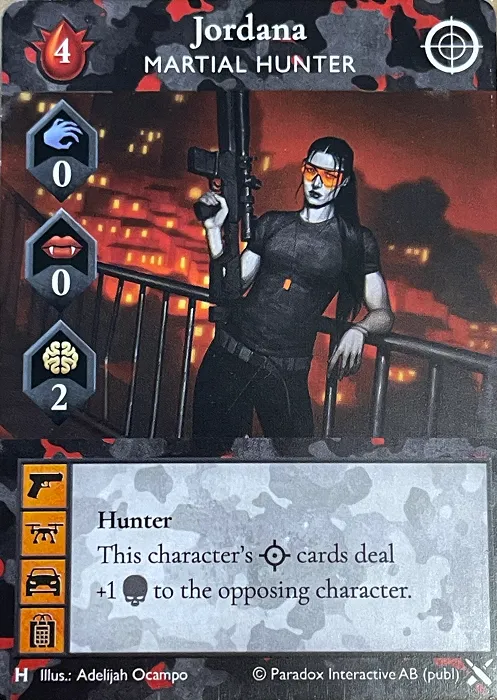 4
Jordana
MARTIAL HUNTER
0
0
2
Hunter
This character's cards deal
+1 to the opposing character.
H Illus.: Adelijah Ocampo © Paradox Interactive AB (publ)